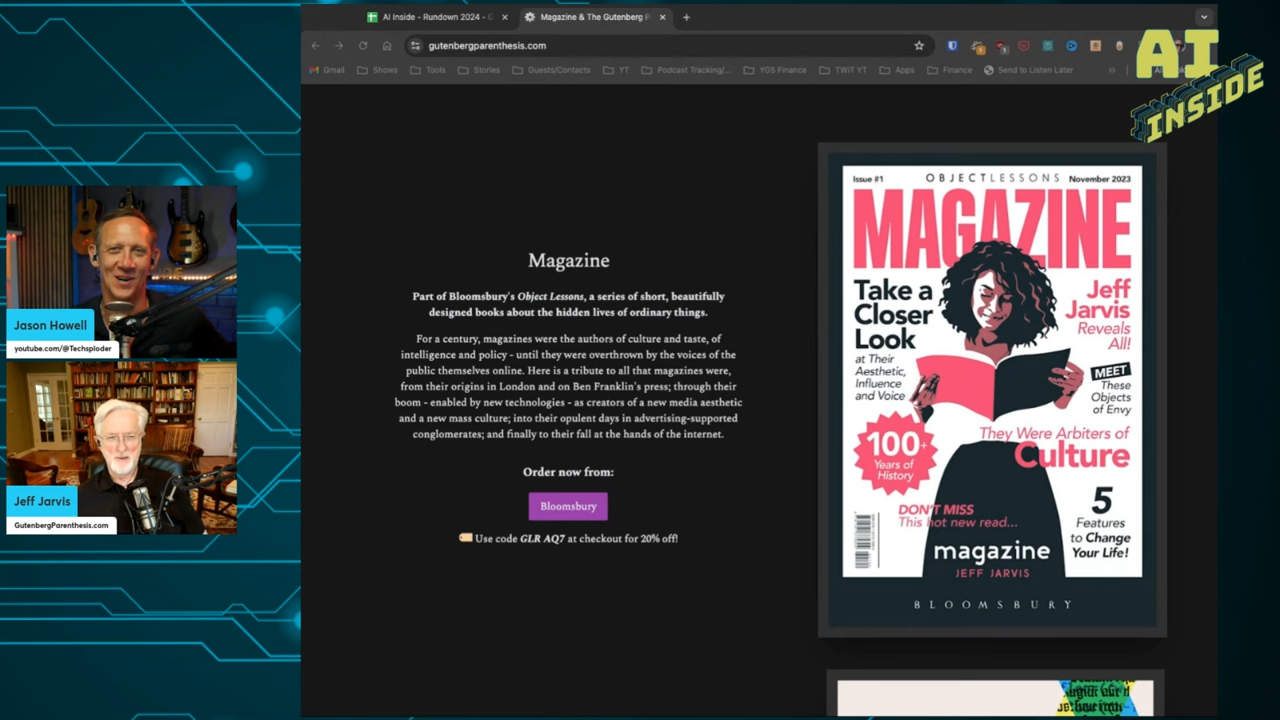 AI Inside - Rundown 2024 - G
Magazine & The Gutenberg P
gutenbergparenthesis.com
Gmail
Shows
Tools
Stories
Guests/Contacts
YT
Podcast Tracking/...
YGS Finance
TWiT YT
Apps
Finance
Send to Listen Later
»
AI
INSIDE
Jason Howell
youtube.com/@Techsploder
Jeff Jarvis
GutenbergParenthesis.com
Magazine
Part of Bloomsbury's Object Lessons, a series of short, beautifully
designed books about the hidden lives of ordinary things.
For a century, magazines were the authors of culture and taste, of
intelligence and policy - until they were overthrown by the voices of the
public themselves online. Here is a tribute to all that magazines were,
from their origins in London and on Ben Franklin's press; through their
boom - enabled by new technologies - as creators of a new media aesthetic
and a new mass culture; into their opulent days in advertising-supported
conglomerates; and finally to their fall at the hands of the internet.
Order now from:
Bloomsbury
Use code GLR AQ7 at checkout for 20% off!
Issue #1
OBJECTLESSONS
November 2023
MAGAZINE
Take a
Closer
Look
at Their
Aesthetic,
Influence
and Voice
Jeff
Jarvis
Reveals
All!
MEET
These
Objects
of Envy
100+
Years of
History
They Were Arbiters of
Culture
DON'T MISS
This hot new read...
5
Features
to Change
Your Life!
magazine
JEFF JARVIS
BLOOMSBURY